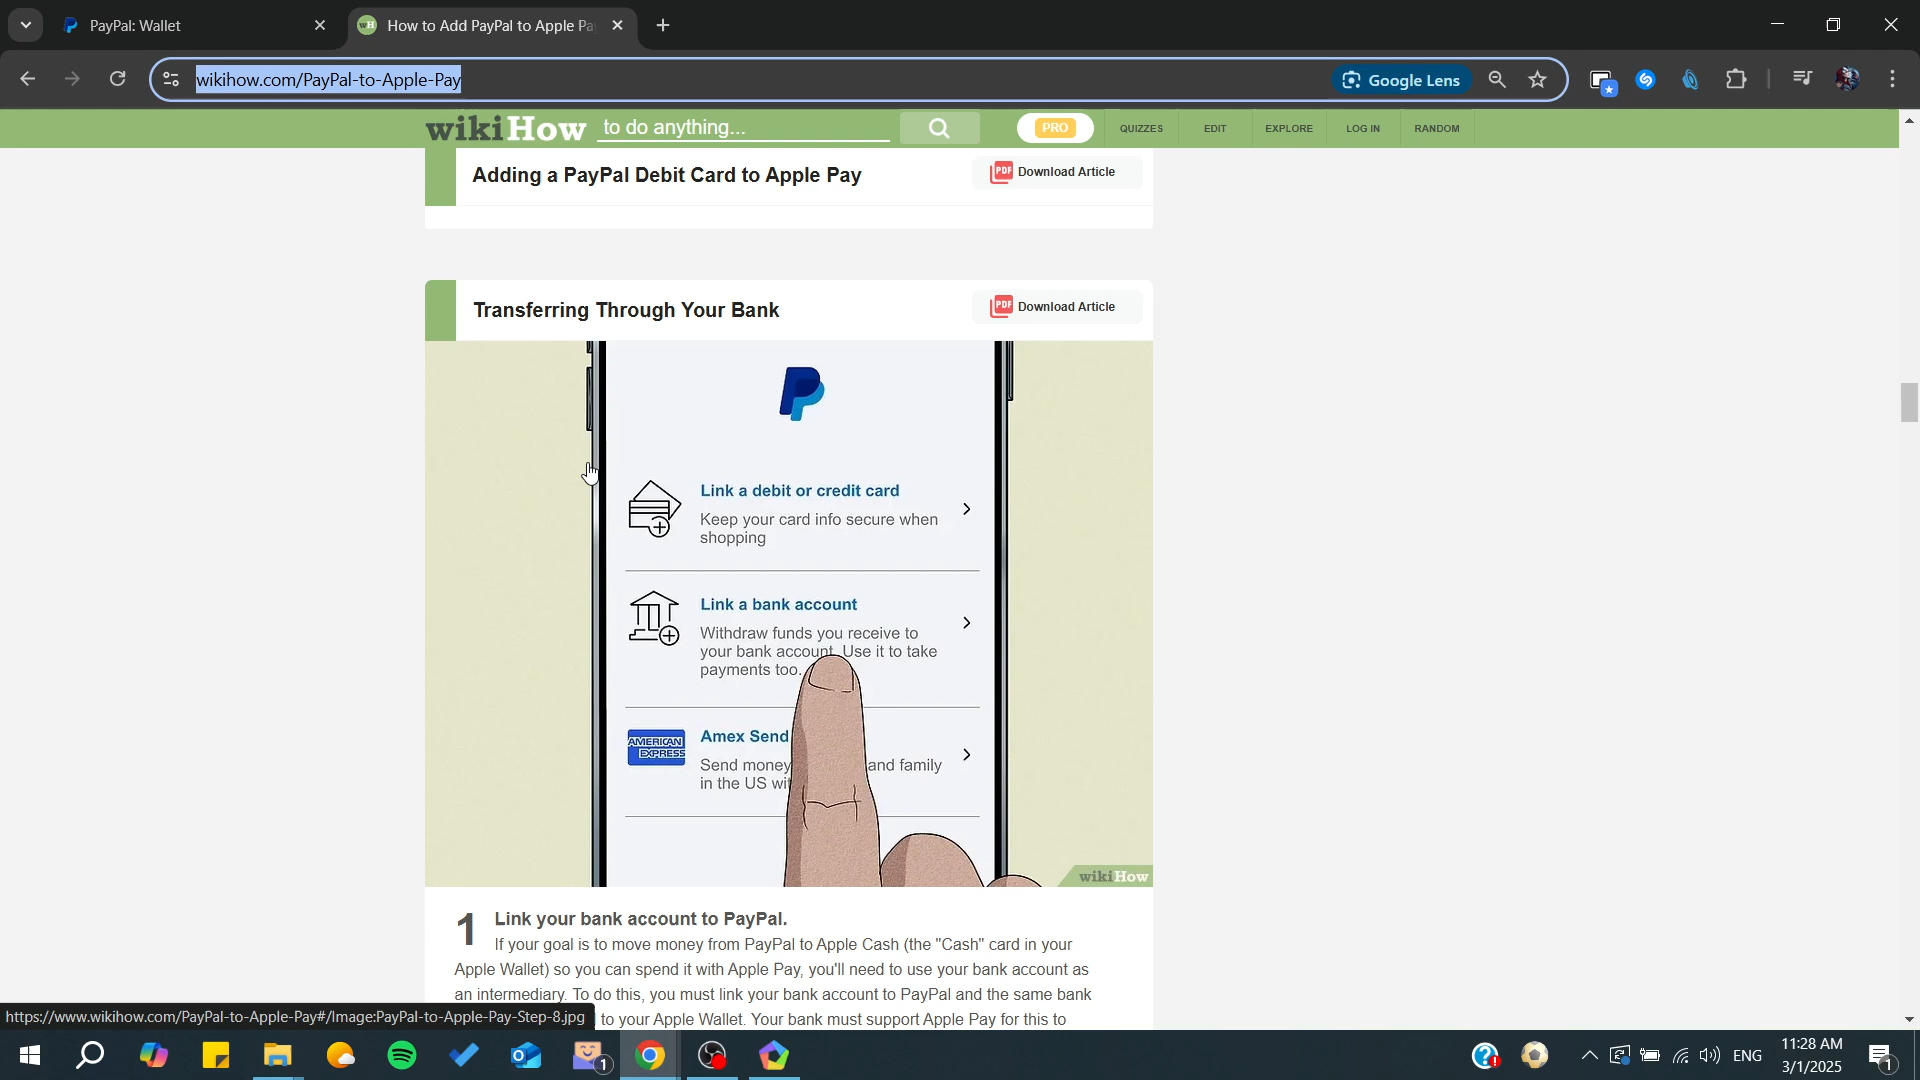 PayPal: Wallet
How to Add PayPal to Apple Pa
wikihow.com/PayPal-to-Apple-Pay
Google Lens
wikiHow
to do anything...
PRO
QUIZZES
EDIT
EXPLORE
LOG IN
RANDOM
Adding a PayPal Debit Card to Apple Pay
PDF
Download Article
Transferring Through Your Bank
PDF
Download Article
Link a debit or credit card
Keep your card info secure when
shopping
Link a bank account
Withdraw funds you receive to
your bank account. Use it to take
payments too.
AMERICAN
EXPRESS
Amex Send
Send money and family
in the US wit
wikiHow
1
Link your bank account to PayPal.
If your goal is to move money from PayPal to Apple Cash (the "Cash" card in your
Apple Wallet) so you can spend it with Apple Pay, you'll need to use your bank account as
an intermediary. To do this, you must link your bank account to PayPal and the same bank
to your Apple Wallet. Your bank must support Apple Pay for this to
https://www.wikihow.com/PayPal-to-Apple-Pay#/Image:PayPal-to-Apple-Pay-Step-8.jpg
1
ENG
11:28 AM
3/1/2025
1